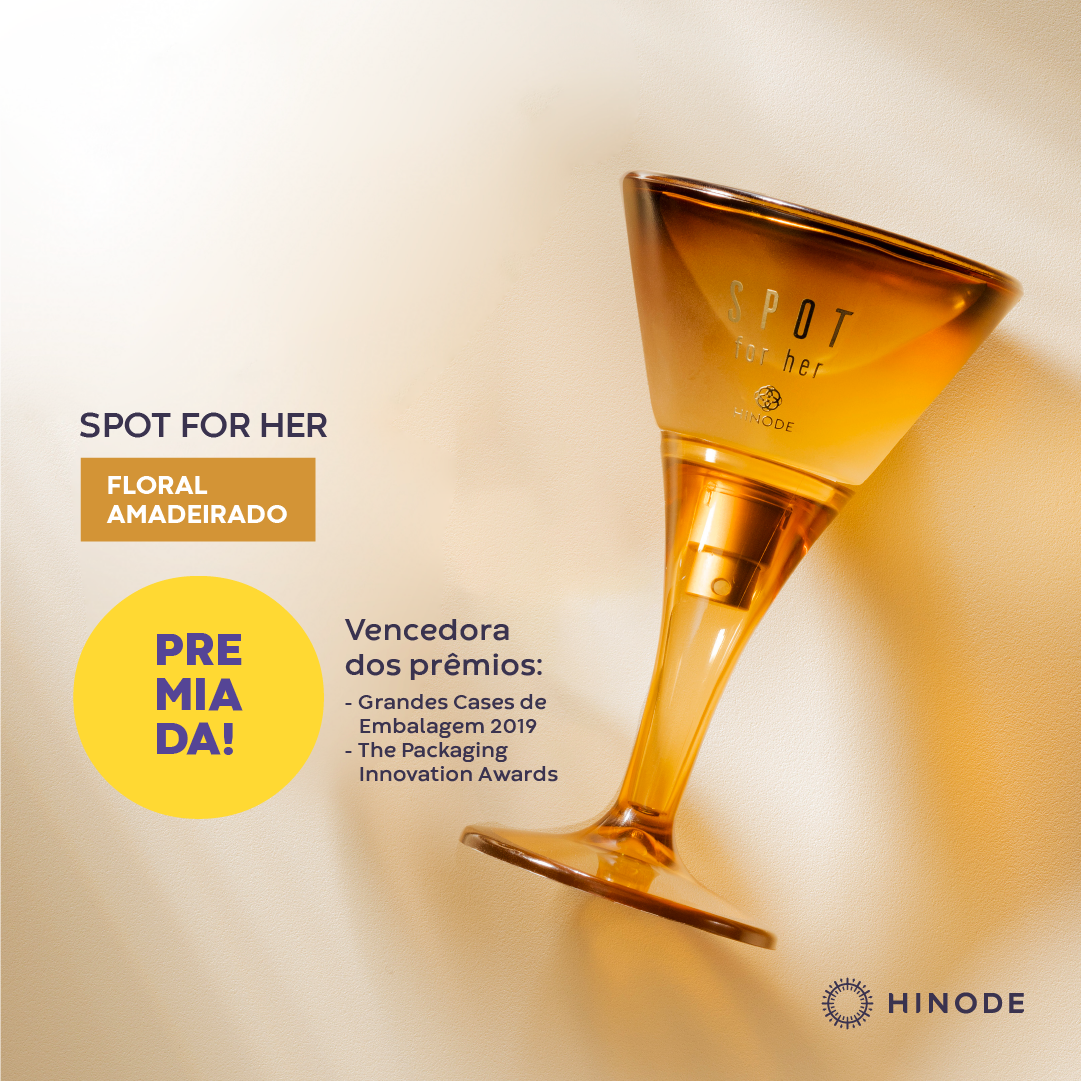 SPOT
for her
HINODE
SPOT FOR HER
FLORAL
AMADEIRADO
PRE
MIA
DA!
Vencedora
dos prêmios:
- Grandes Cases de
Embalagem 2019
- The Packaging
Innovation Awards
HINODE